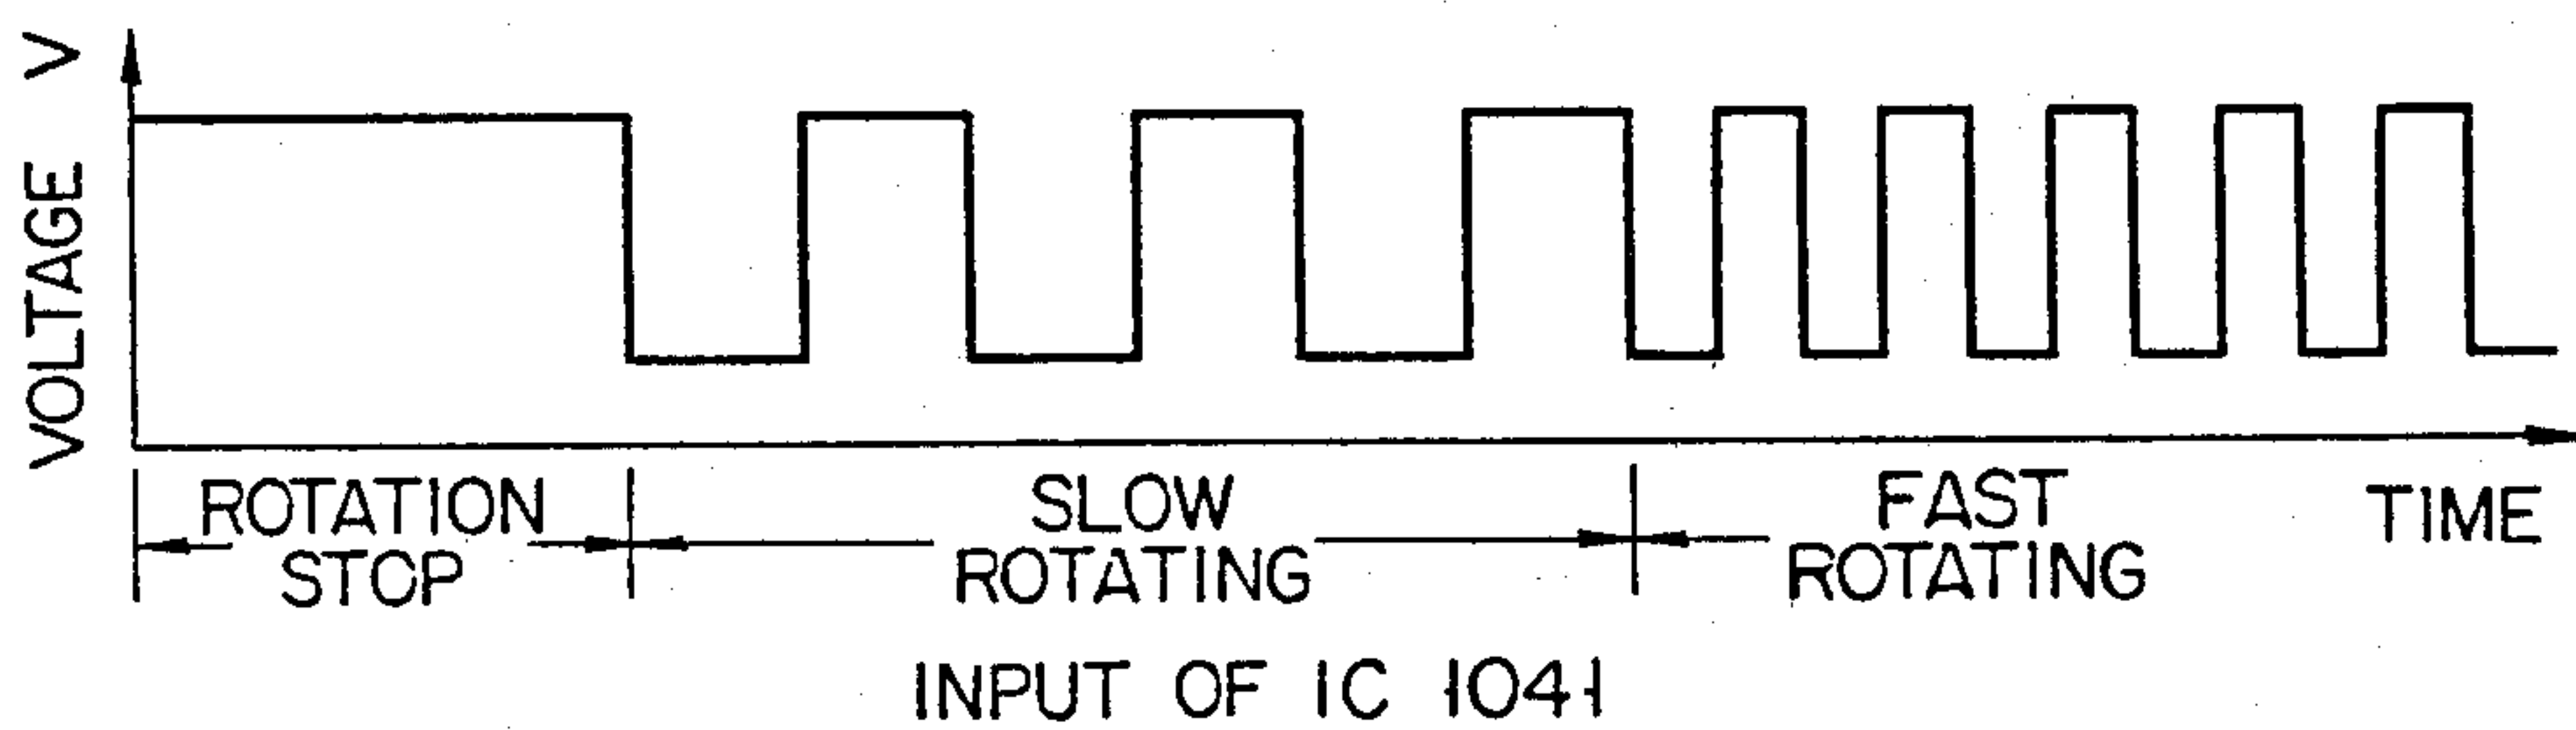 VOLTAGE V
ROTATION
STOP
SLOW
ROTATING
FAST
ROTATING
TIME
INPUT OF IC 1041